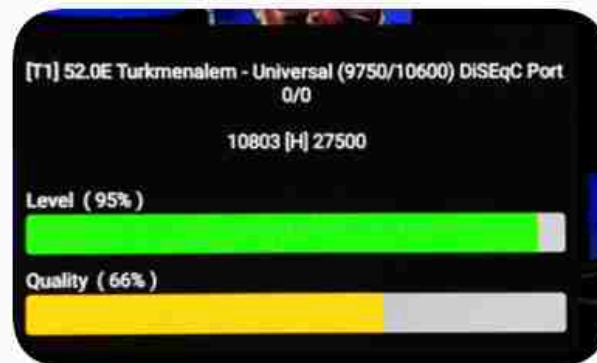 [T1] 52.0E Turkmenalem - Universal (9750/10600) DiSEqC Port
0/0
10803 [H] 27500
Level ( 95% )
Quality ( 66% )